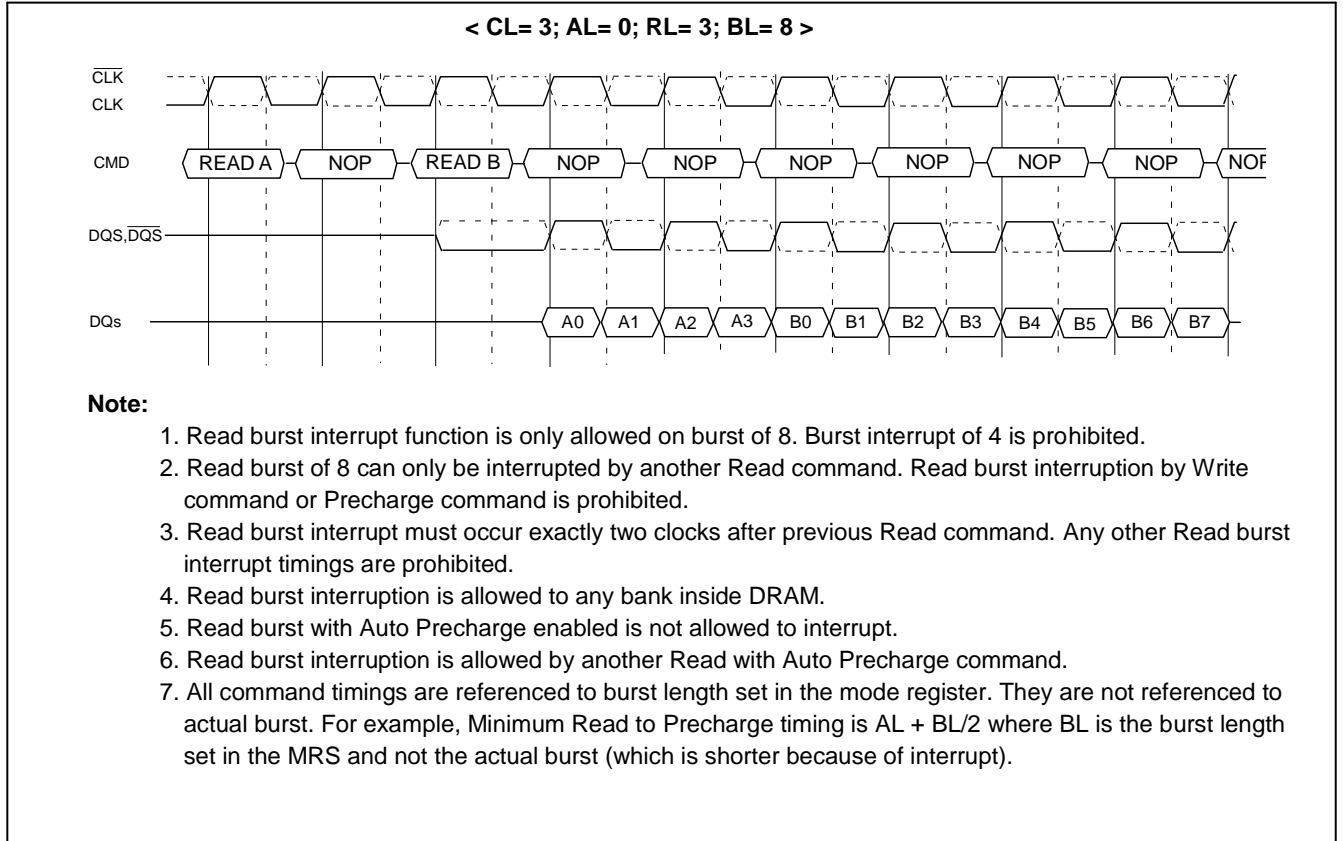 < CL= 3; AL= 0; RL= 3; BL= 8 >
CLK
CLK
CMD
READ A
NOP
READ B
NOP
NOP
NOP
NOP
NOP
NOP
NOP
DQS,DQS
DQs
A0
A1
A2
A3
B0
B1
B2
B3
B4
B5
B6
B7
Note:
1. Read burst interrupt function is only allowed on burst of 8. Burst interrupt of 4 is prohibited.
2. Read burst of 8 can only be interrupted by another Read command. Read burst interruption by Write
command or Precharge command is prohibited.
3. Read burst interrupt must occur exactly two clocks after previous Read command. Any other Read burst
interrupt timings are prohibited.
4. Read burst interruption is allowed to any bank inside DRAM.
5. Read burst with Auto Precharge enabled is not allowed to interrupt.
6. Read burst interruption is allowed by another Read with Auto Precharge command.
7. All command timings are referenced to burst length set in the mode register. They are not referenced to
actual burst. For example, Minimum Read to Precharge timing is AL + BL/2 where BL is the burst length
set in the MRS and not the actual burst (which is shorter because of interrupt).